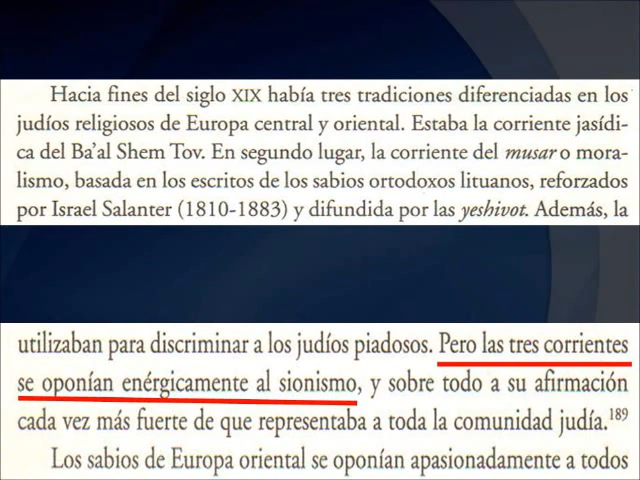 Hacia fines del siglo XIX había tres tradiciones diferenciadas en los
judíos religiosos de Europa central y oriental. Estaba la corriente jasídi-
ca del Ba'al Shem Tov. En segundo lugar, la corriente del musar o mora-
lismo, basada en los escritos de los sabios ortodoxos lituanos, reforzados
por Israel Salanter (1810-1883) y difundida por las yeshivot. Además, la
utilizaban para discriminar a los judíos piadosos. Pero las tres corrientes
se oponían enérgicamente al sionismo, y sobre todo a su afirmación
cada vez más fuerte de que representaba a toda la comunidad judía.189
Los sabios de Europa oriental se oponían apasionadamente a todos